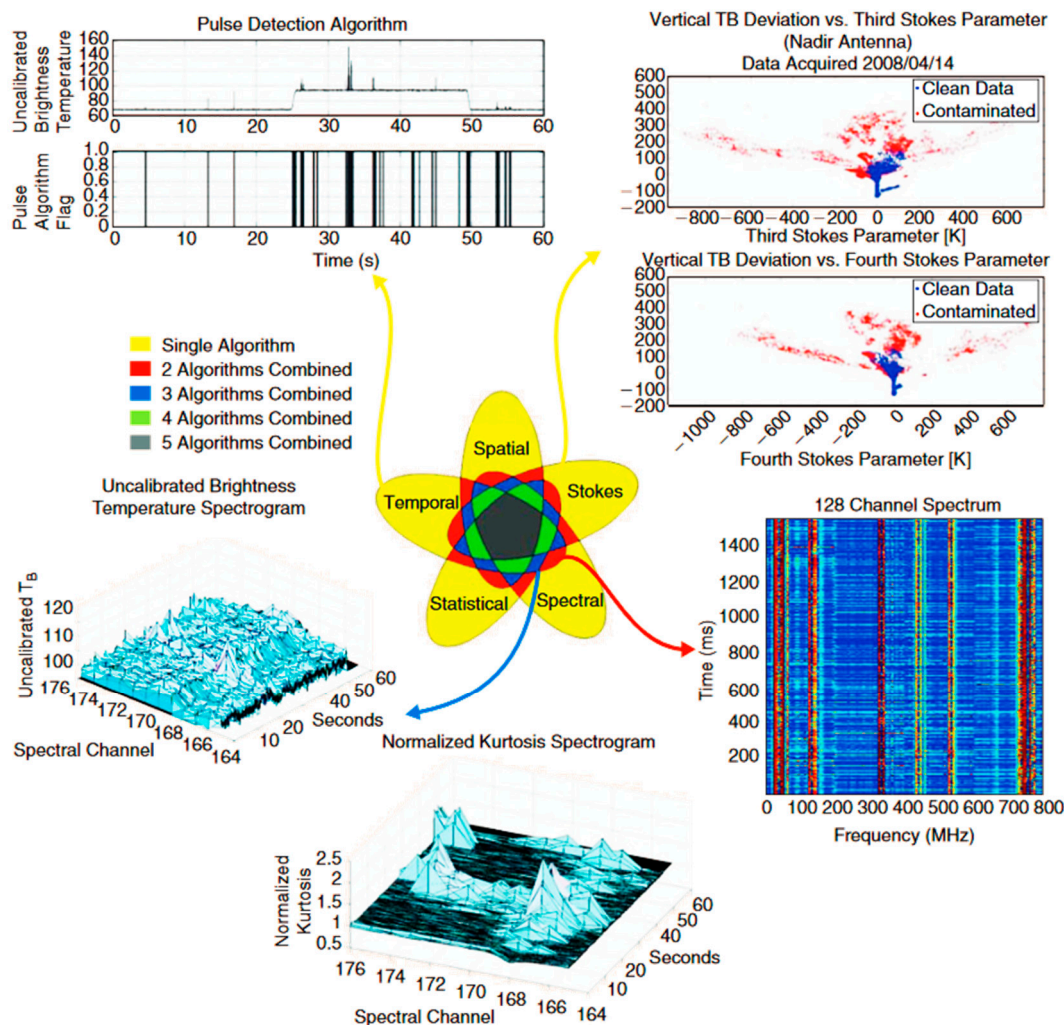 Pulse Detection Algorithm
Uncalibrated
Brightness
Temperature
160
140
120
100
80
60
0 10 20 30 40 50 60
Pulse
Algorithm
Flag
1.0
0.8
0.6
0.4
0.2
0
0 10 20 30 40 50 60
Time (s)
Vertical TB Deviation vs. Third Stokes Parameter
(Nadir Antenna)
Data Acquired 2008/04/14
600
500
400
300
200
100
0
−100
−200
Clean Data
Contaminated
−800 −600 −400 −200 0 200 400 600
Third Stokes Parameter [K]
Vertical TB Deviation vs. Fourth Stokes Parameter
600
500
400
300
200
100
0
−100
−200
Clean Data
Contaminated
−1000 −800 −600 −400 −200 0 200 400 600
Fourth Stokes Parameter [K]
Single Algorithm
2 Algorithms Combined
3 Algorithms Combined
4 Algorithms Combined
5 Algorithms Combined
Spatial
Temporal
Stokes
Statistical
Spectral
Uncalibrated Brightness
Temperature Spectrogram
Uncalibrated TB
120
110
100
176 174 172 170 168 166 164
Spectral Channel
10 20 40 50 60
Seconds
128 Channel Spectrum
Time (ms)
1400
1200
1000
800
600
400
200
0 100 200 300 400 500 600 700 800
Frequency (MHz)
Normalized Kurtosis Spectrogram
Normalized
Kurtosis
2.5
2
1.5
1
0.5
176 174 172 170 168 166 164
Spectral Channel
10 20 40 50 60
Seconds